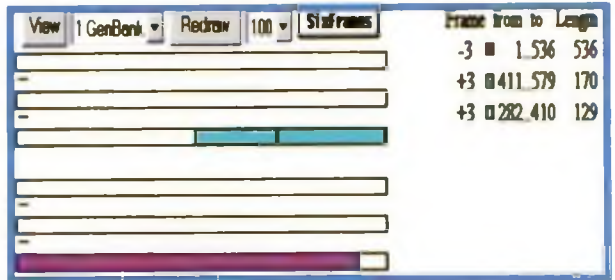 View 1 GenBank Redraw 100 SixFrames
Frame from to Length
-3 1..536 536
+3 411..579 170
+3 282..410 129